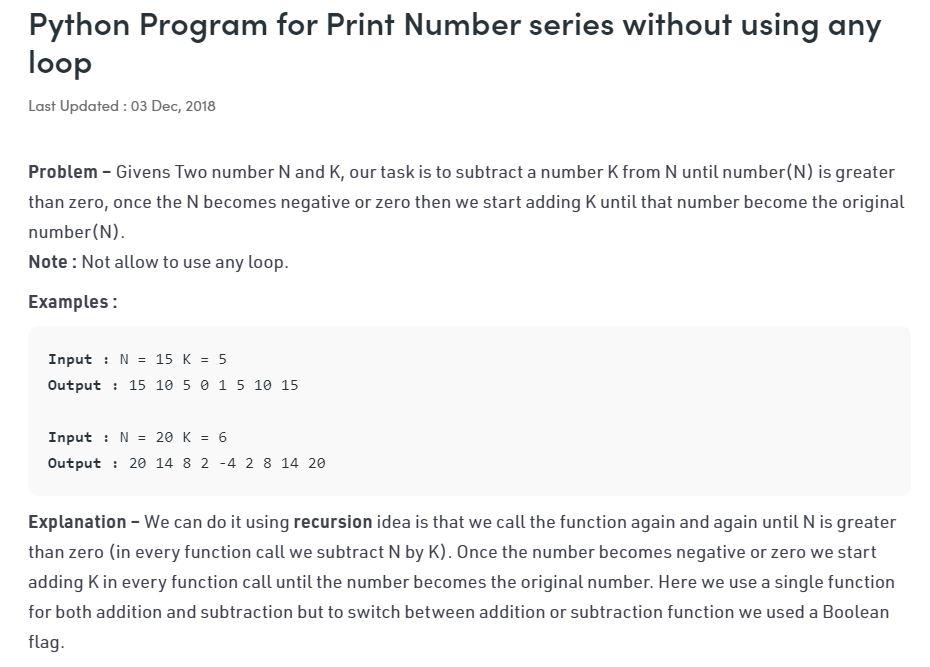 Python Program for Print Number series without using any
loop
Last Updated : 03 Dec, 2018
Problem – Givens Two number N and K, our task is to subtract a number K from N until number(N) is greater
than zero, once the N becomes negative or zero then we start adding K until that number become the original
number(N).
Note : Not allow to use any loop.
Examples :
Input : N = 15 K = 5
Output : 15 10 5 0 1 5 10 15
Input : N = 20 K = 6
Output : 20 14 8 2 -4 2 8 14 20
Explanation – We can do it using recursion idea is that we call the function again and again until N is greater
than zero (in every function call we subtract N by K). Once the number becomes negative or zero we start
adding K in every function call until the number becomes the original number. Here we use a single function
for both addition and subtraction but to switch between addition or subtraction function we used a Boolean
flag.